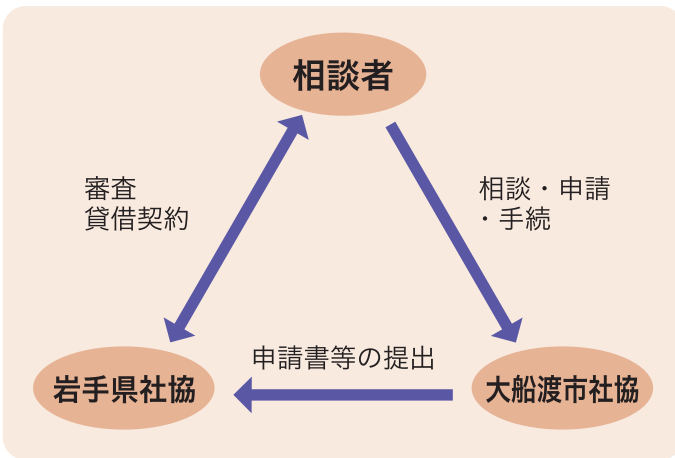 相談者
審査
貸借契約
相談・申請
・手続
申請書等の提出
岩手県社協
大船渡市社協